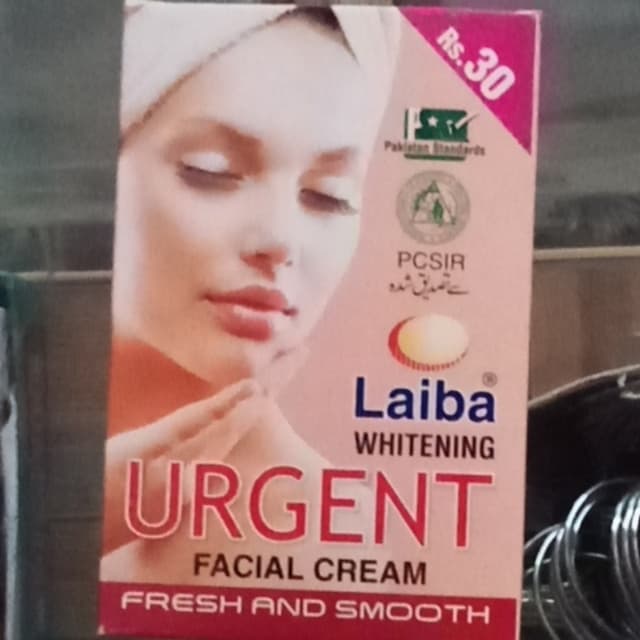 Rs.30
Pakistan Standards
PCSIR
سے تصدیق شدہ
Laiba®
WHITENING
URGENT
FACIAL CREAM
FRESH AND SMOOTH